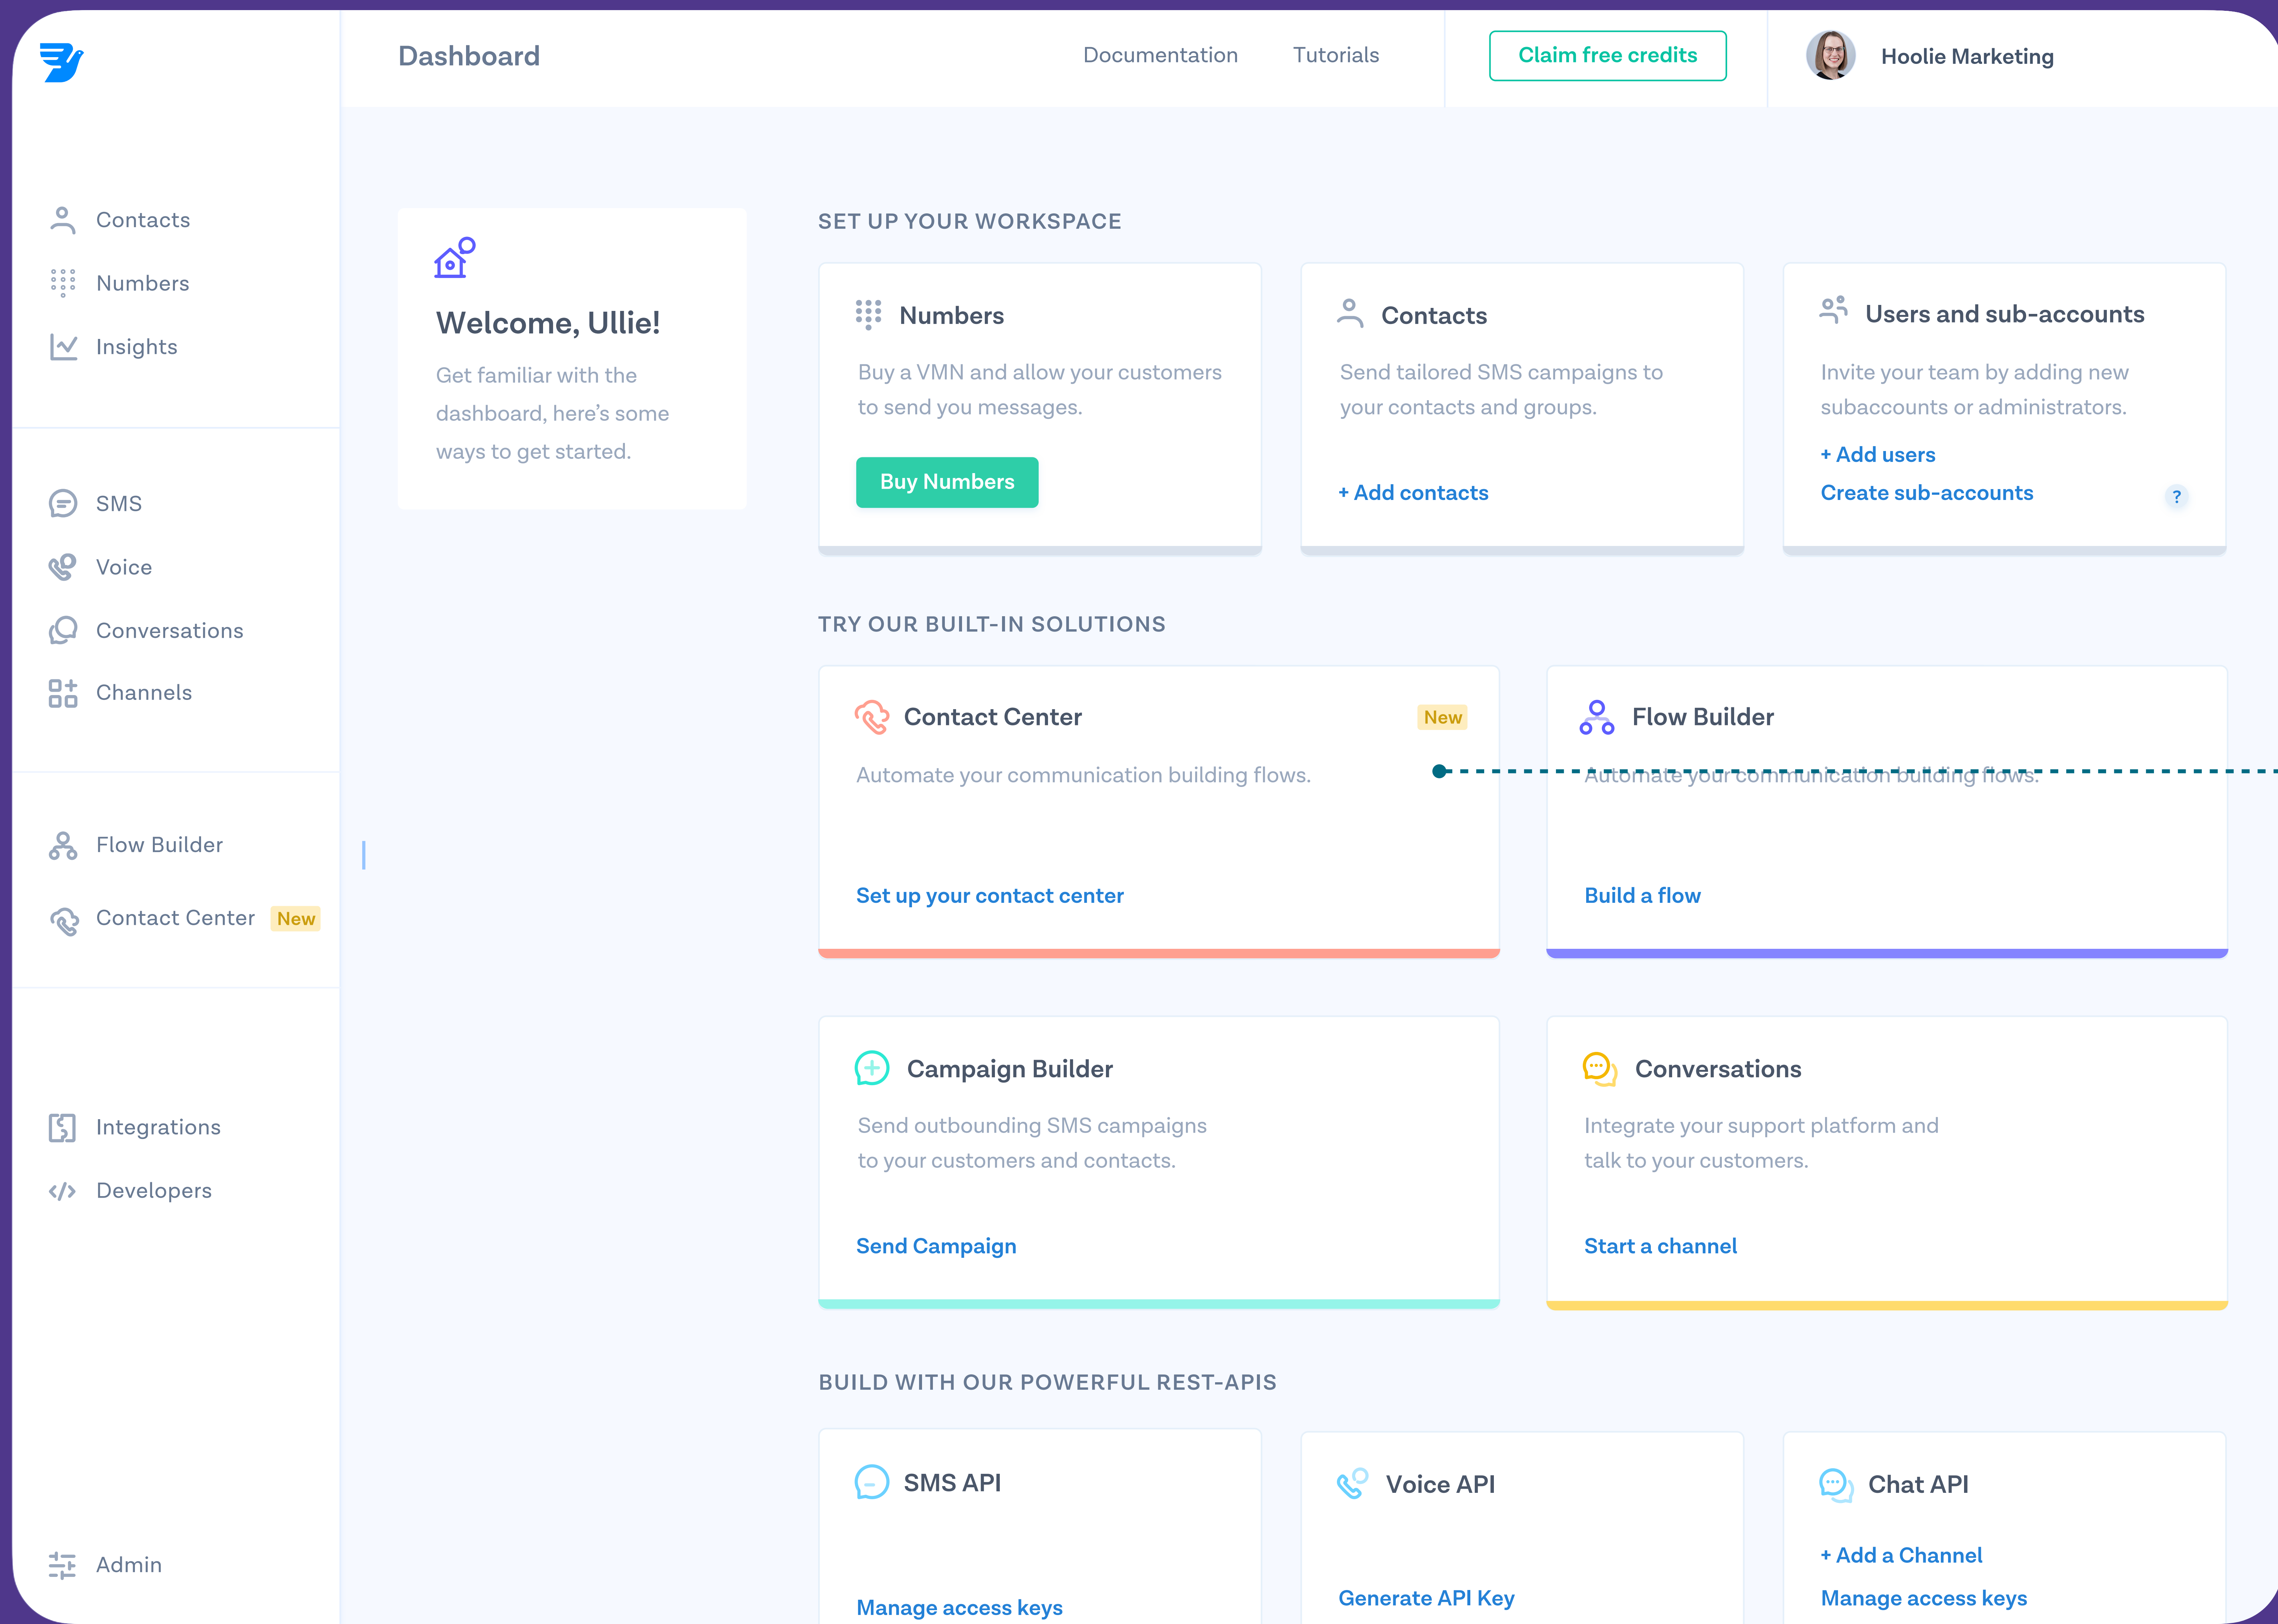 Dashboard
Documentation
Tutorials
Claim free credits
Hoolie Marketing
Contacts
Numbers
Insights
SMS
Voice
Conversations
Channels
Flow Builder
Contact Center New
Integrations
Developers
Admin
Welcome, Ullie!
Get familiar with the
dashboard, here's some
ways to get started.
SET UP YOUR WORKSPACE
Numbers
Buy a VMN and allow your customers
to send you messages.
Buy Numbers
Contacts
Send tailored SMS campaigns to
your contacts and groups.
+ Add contacts
Users and sub-accounts
Invite your team by adding new
subaccounts or administrators.
+ Add users
Create sub-accounts
?
TRY OUR BUILT-IN SOLUTIONS
Contact Center
New
Automate your communication building flows.
Set up your contact center
Flow Builder
Automate your communication building flows.
Build a flow
Campaign Builder
Send outbounding SMS campaigns
to your customers and contacts.
Send Campaign
Conversations
Integrate your support platform and
talk to your customers.
Start a channel
BUILD WITH OUR POWERFUL REST-APIS
SMS API
Manage access keys
Voice API
Generate API Key
Chat API
+ Add a Channel
Manage access keys